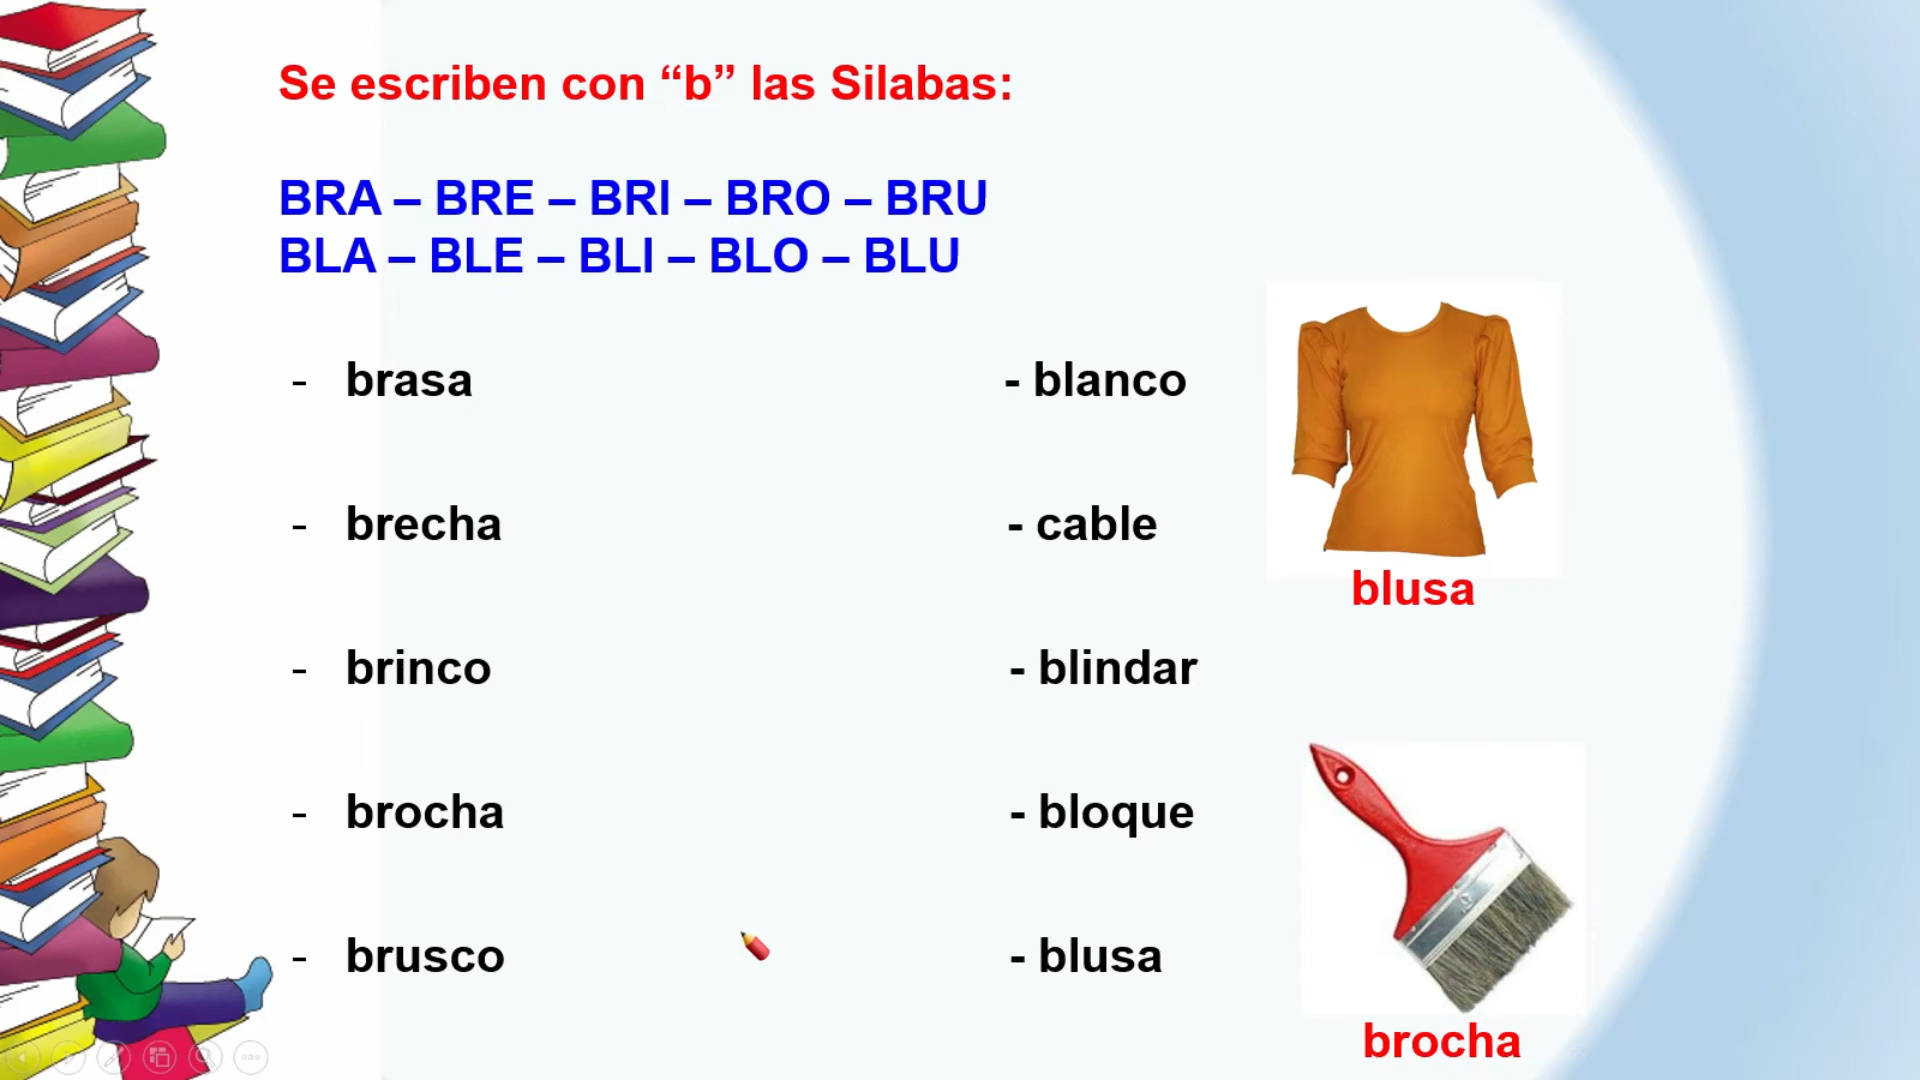 Se escriben con “b” las Silabas:
BRA – BRE – BRI – BRO – BRU
BLA – BLE – BLI – BLO – BLU
- brasa
- blanco
- brecha
- cable
blusa
- brinco
- blindar
- brocha
- bloque
- brusco
- blusa
brocha